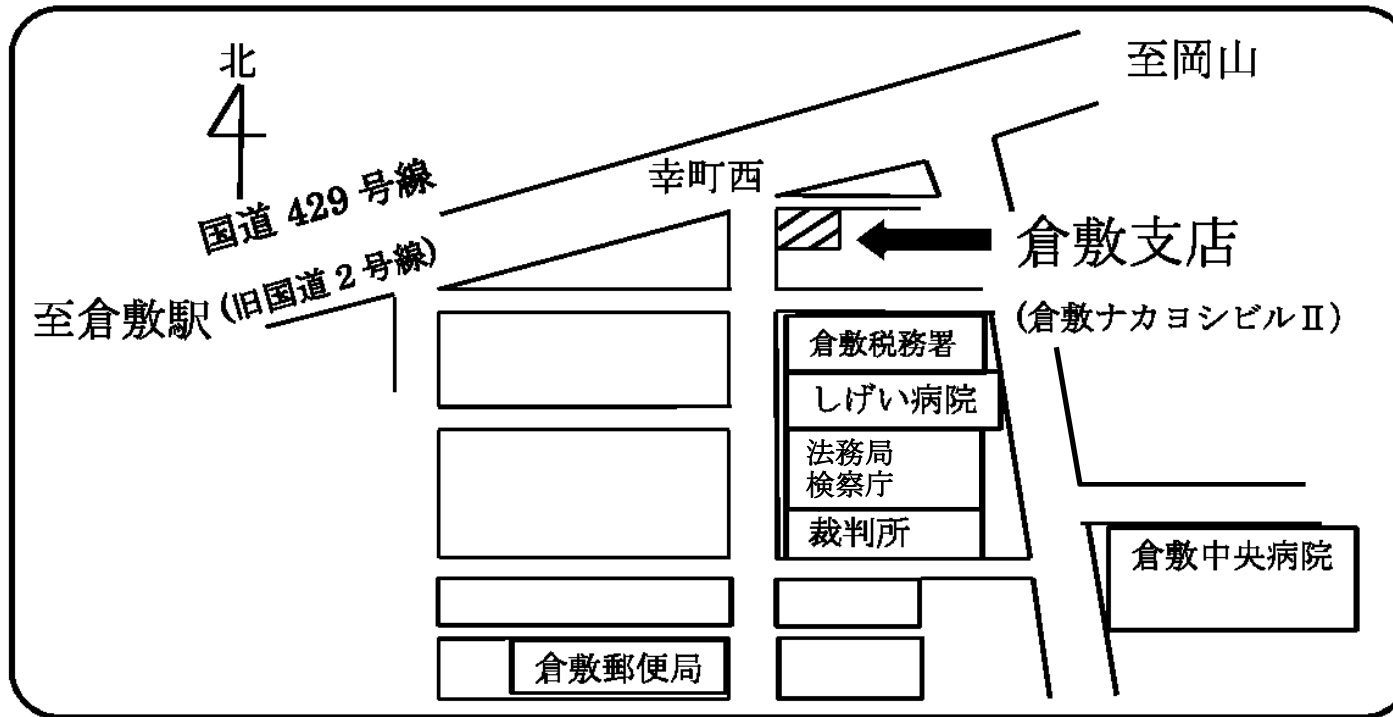 北
至岡山
国道 429 号線
幸町西
倉敷支店
至倉敷駅
(旧国道 2 号線)
(倉敷ナカヨシビルⅡ)
倉敷税務署
しげい病院
法務局
検察庁
裁判所
倉敷中央病院
倉敷郵便局